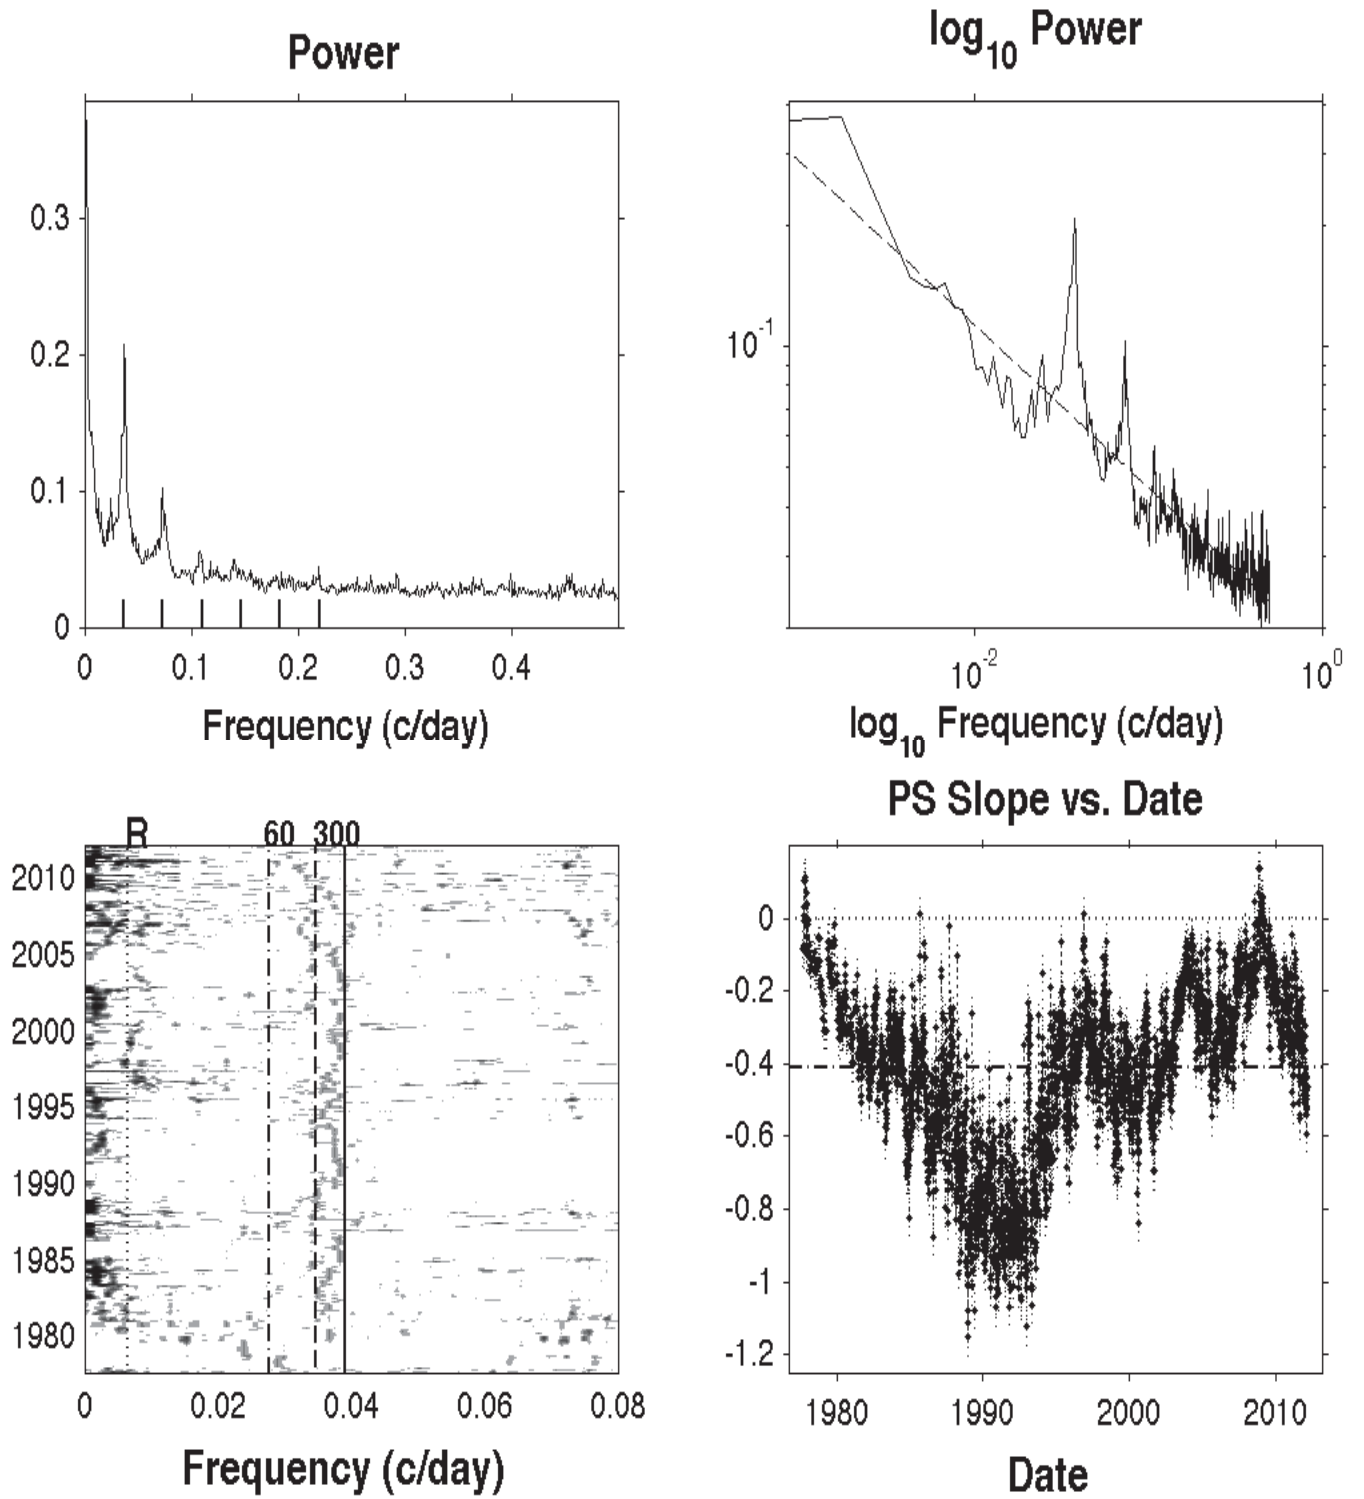 Power
0.3
0.2
0.1
0
0 0.1 0.2 0.3 0.4
Frequency (c/day)
log10 Power
10-1
10-2 100
log10 Frequency (c/day)
R 60 300
2010
2005
2000
1995
1990
1985
1980
0 0.02 0.04 0.06 0.08
Frequency (c/day)
PS Slope vs. Date
0
-0.2
-0.4
-0.6
-0.8
-1
-1.2
1980 1990 2000 2010
Date